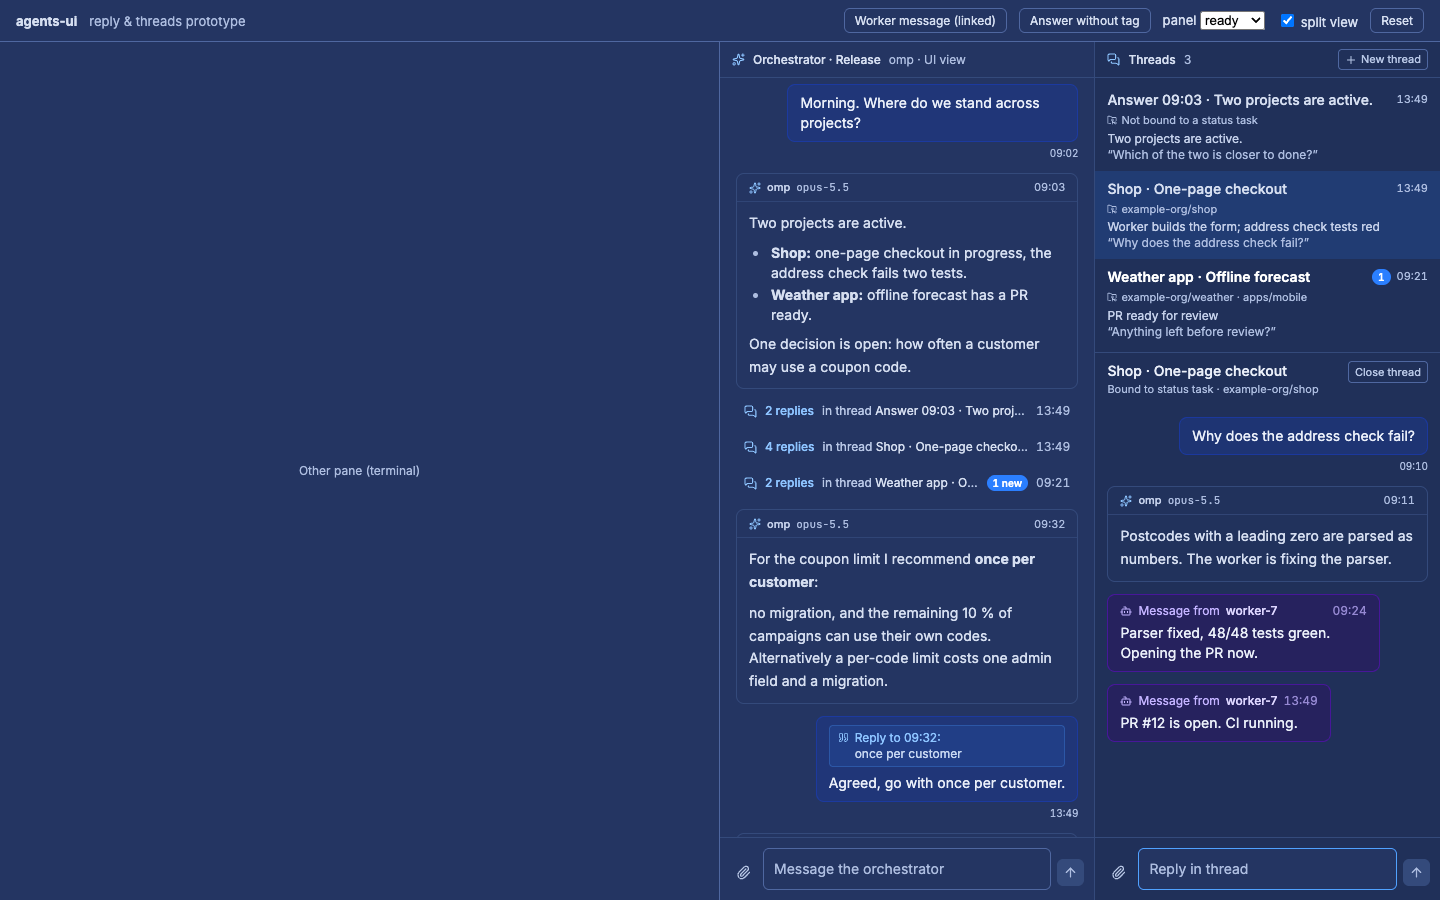 agents-ui reply & threads prototype
Worker message (linked) Answer without tag panel ready split view Reset
Other pane (terminal)
Orchestrator · Release omp · UI view
Morning. Where do we stand across
projects?
09:02
omp opus-5.5 09:03
Two projects are active.
• Shop: one-page checkout in progress, the
address check fails two tests.
• Weather app: offline forecast has a PR
ready.
One decision is open: how often a customer
may use a coupon code.
2 replies in thread Answer 09:03 · Two proj... 13:49
4 replies in thread Shop · One-page checko... 13:49
2 replies in thread Weather app · O... 1 new 09:21
omp opus-5.5 09:32
For the coupon limit I recommend once per
customer:
no migration, and the remaining 10 % of
campaigns can use their own codes.
Alternatively a per-code limit costs one admin
field and a migration.
Reply to 09:32:
once per customer
Agreed, go with once per customer.
13:49
Message the orchestrator
Threads 3 + New thread
Answer 09:03 · Two projects are active. 13:49
Not bound to a status task
Two projects are active.
“Which of the two is closer to done?”
Shop · One-page checkout 13:49
example-org/shop
Worker builds the form; address check tests red
“Why does the address check fail?”
Weather app · Offline forecast 1 09:21
example-org/weather · apps/mobile
PR ready for review
“Anything left before review?”
Shop · One-page checkout Close thread
Bound to status task · example-org/shop
Why does the address check fail?
09:10
omp opus-5.5 09:11
Postcodes with a leading zero are parsed as
numbers. The worker is fixing the parser.
Message from worker-7 09:24
Parser fixed, 48/48 tests green.
Opening the PR now.
Message from worker-7 13:49
PR #12 is open. CI running.
Reply in thread